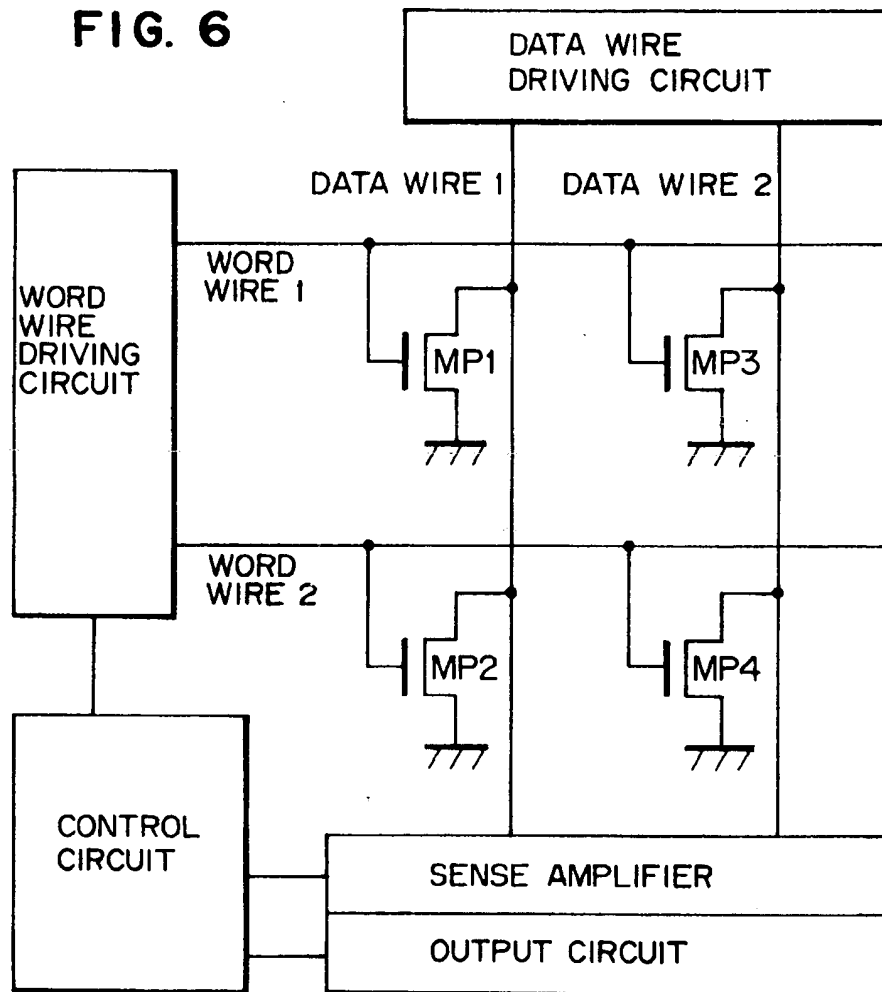 FIG. 6
DATA WIRE
DRIVING CIRCUIT
DATA WIRE 1
DATA WIRE 2
WORD
WIRE 1
WORD
WIRE
DRIVING
CIRCUIT
MP1
MP3
WORD
WIRE 2
MP2
MP4
CONTROL
CIRCUIT
SENSE AMPLIFIER
OUTPUT CIRCUIT